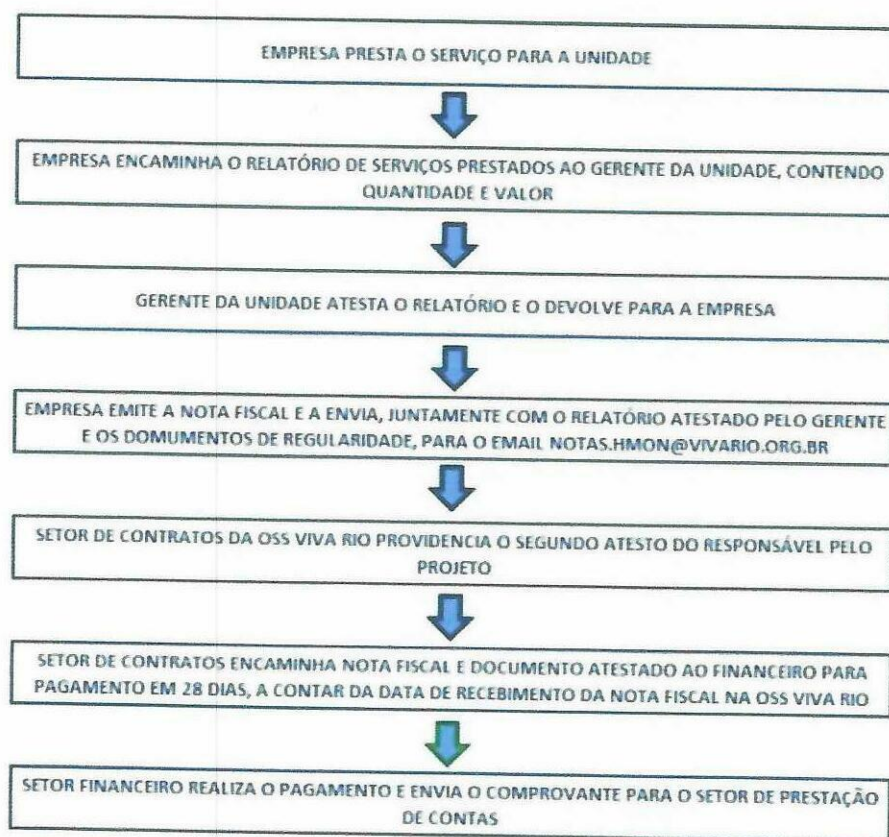 EMPRESA PRESTA O SERVIÇO PARA A UNIDADE
EMPRESA ENCAMINHA O RELATÓRIO DE SERVIÇOS PRESTADOS AO GERENTE DA UNIDADE, CONTENDO
QUANTIDADE E VALOR
GERENTE DA UNIDADE ATESTA O RELATÓRIO E O DEVOLVE PARA A EMPRESA
EMPRESA EMITE A NOTA FISCAL E A ENVIA, JUNTAMENTE COM O RELATÓRIO ATESTADO PELO GERENTE
E OS DOMUMENTOS DE REGULARIDADE, PARA O EMAIL NOTAS.HMON@VIVARIO.ORG.BR
SETOR DE CONTRATOS DA OSS VIVA RIO PROVIDENCIA O SEGUNDO ATESTO DO RESPONSÁVEL PELO
PROJETO
SETOR DE CONTRATOS ENCAMINHA NOTA FISCAL E DOCUMENTO ATESTADO AO FINANCEIRO PARA
PAGAMENTO EM 28 DIAS, A CONTAR DA DATA DE RECEBIMENTO DA NOTA FISCAL NA OSS VIVA RIO
SETOR FINANCEIRO REALIZA O PAGAMENTO E ENVIA O COMPROVANTE PARA O SETOR DE PRESTAÇÃO
DE CONTAS